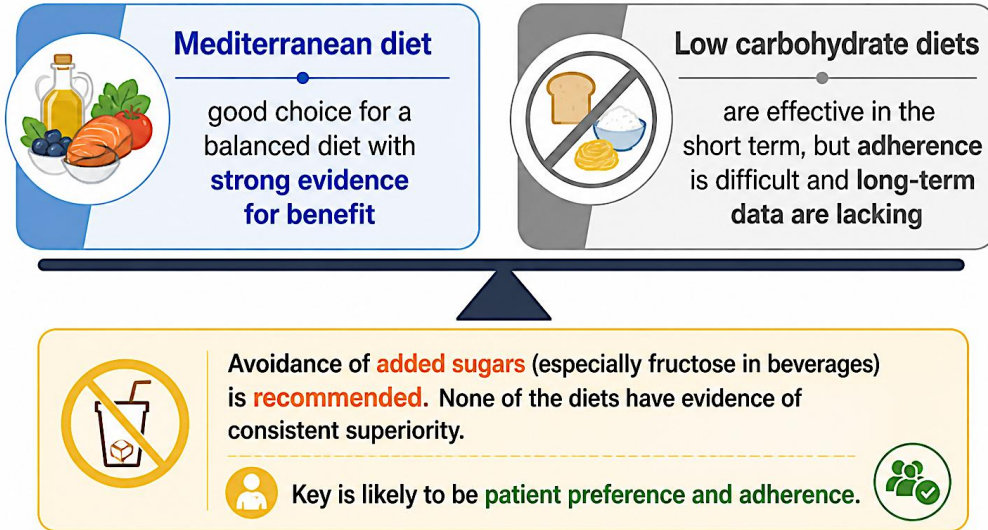 Mediterranean diet
good choice for a
balanced diet with
strong evidence
for benefit
Low carbohydrate diets
are effective in the
short term, but adherence
is difficult and long-term
data are lacking
Avoidance of added sugars (especially fructose in beverages)
is recommended. None of the diets have evidence of
consistent superiority.
Key is likely to be patient preference and adherence.